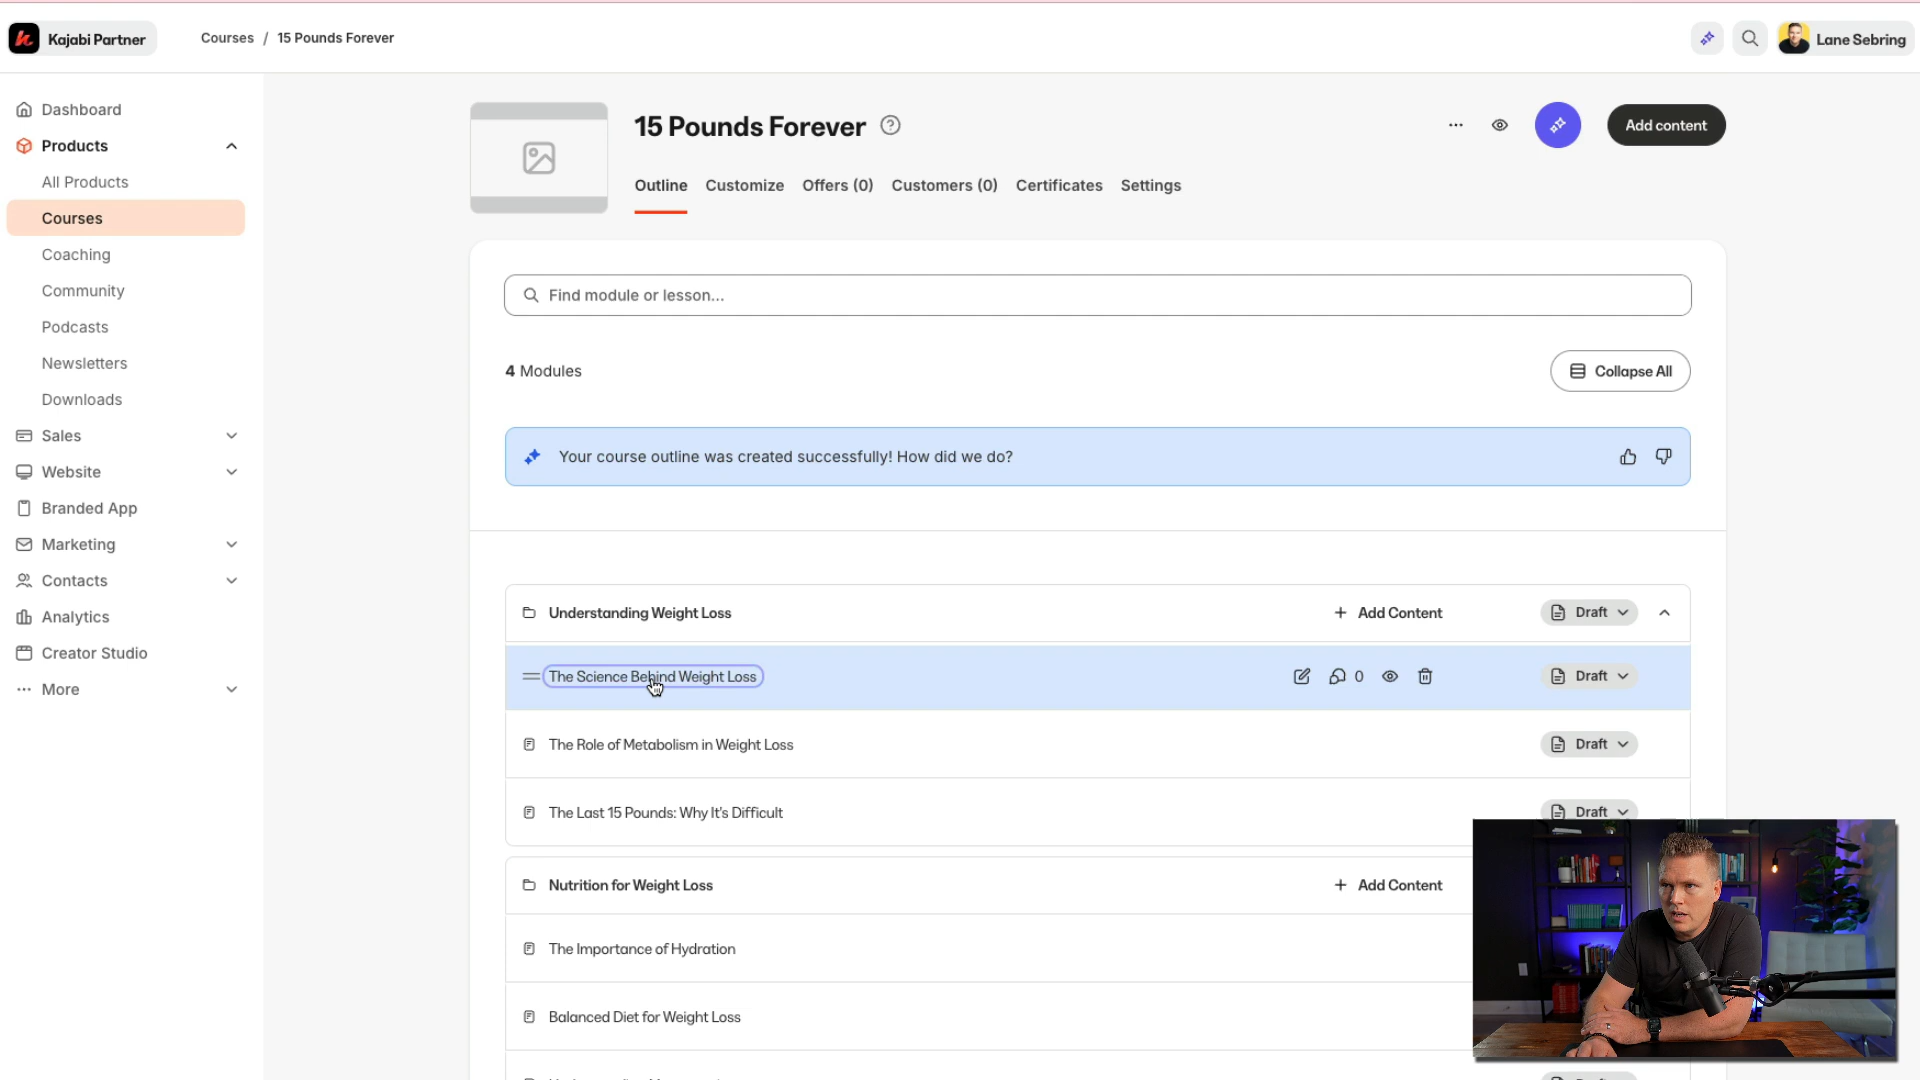 Kajabi Partner
Courses / 15 Pounds Forever
Lane Sebring
Dashboard
Products
All Products
Courses
Coaching
Community
Podcasts
Newsletters
Downloads
Sales
Website
Branded App
Marketing
Contacts
Analytics
Creator Studio
More
15 Pounds Forever
Add content
Outline
Customize
Offers (0)
Customers (0)
Certificates
Settings
Find module or lesson...
4 Modules
Collapse All
Your course outline was created successfully! How did we do?
Understanding Weight Loss
+ Add Content
Draft
The Science Behind Weight Loss
0
Draft
The Role of Metabolism in Weight Loss
Draft
The Last 15 Pounds: Why It's Difficult
Draft
Nutrition for Weight Loss
+ Add Content
The Importance of Hydration
Balanced Diet for Weight Loss